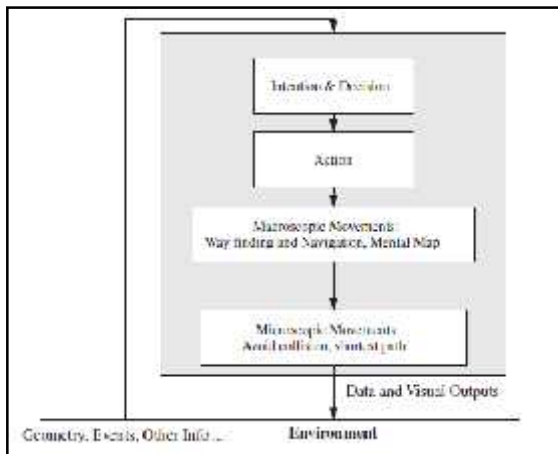 Intention & Decision
Action
Macroscopic Movements
Way finding and Navigation, Mental Map
Microscopic Movements
Avoid collision, shortest path
Data and Visual Outputs
Geometry, Events, Other Info...
Environment